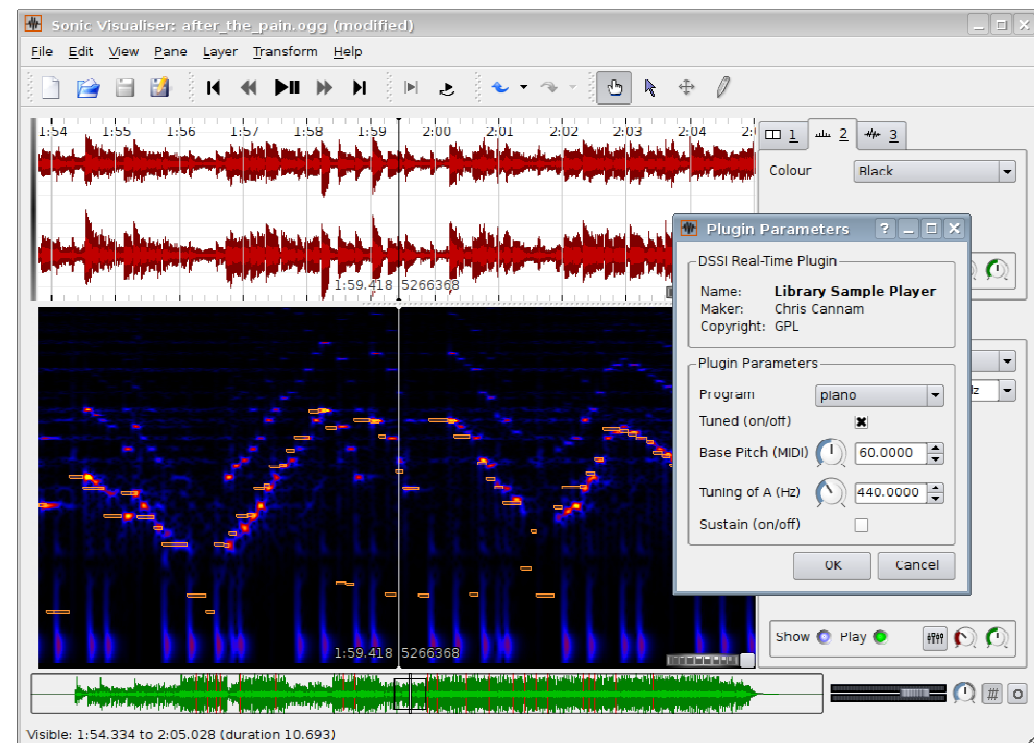 Sonic Visualiser: after_the_pain.ogg (modified)
File Edit View Pane Layer Transform Help
1:54 1:55 1:56 1:57 1:58 1:59 2:00 2:01 2:02 2:03 2:04
1 2 3
Colour Black
Plugin Parameters
DSSI Real-Time Plugin
Name: Library Sample Player
Maker: Chris Cannam
Copyright: GPL
1:59.418 5266368
Plugin Parameters
Program piano
Tuned (on/off)
Base Pitch (MIDI) 60.0000
Tuning of A (Hz) 440.0000
Sustain (on/off)
OK Cancel
Show Play
1:59.418 5266368
Visible: 1:54.334 to 2:05.028 (duration 10.693)